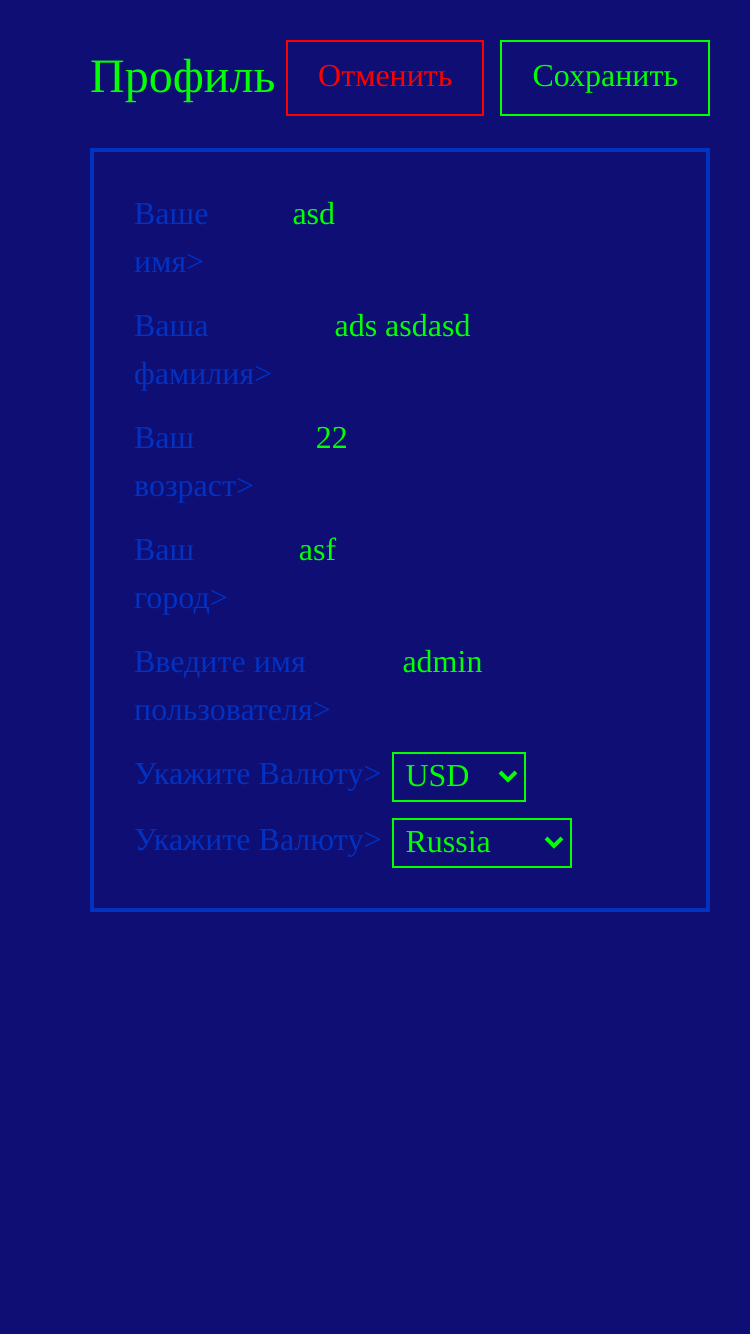 Профиль Отменить Сохранить
Ваше asd
имя>
Ваша ads asdasd
фамилия>
Ваш 22
возраст>
Ваш asf
город>
Введите имя admin
пользователя>
Укажите Валюту> USD
Укажите Валюту> Russia